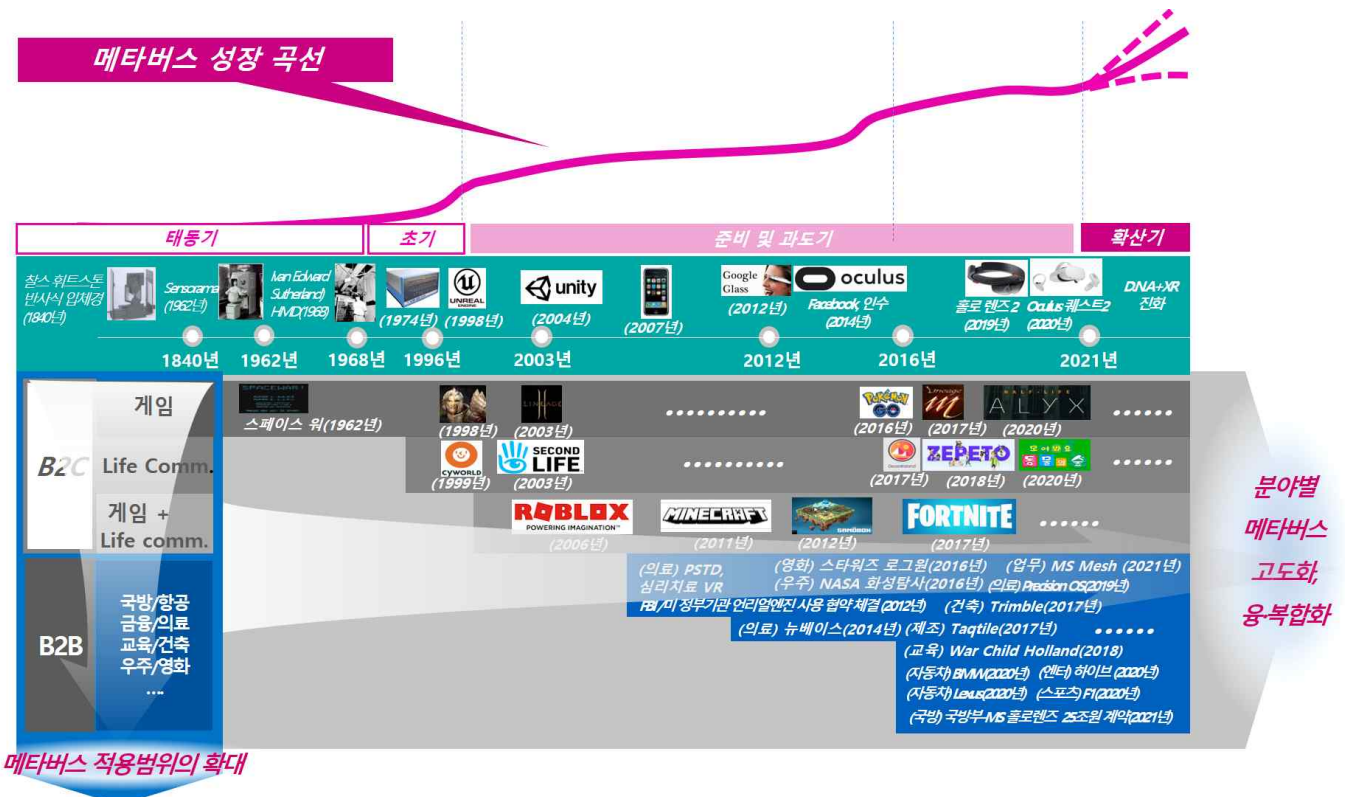 메타버스 성장 곡선
태동기
초기
준비 및 과도기
확산기
찰스 휘트스톤
반사식 입체경
(1840년)
Sensorama
(1962년)
Ivan Edward
Sutherland)
HMD(1968)
(1974년)
UNREAL
ENGINE
(1998년)
unity
(2004년)
(2007년)
Google
Glass
(2012년)
oculus
Facebook 인수
(2014년)
홀로 렌즈 2
(2019년)
Oculus 퀘스트2
(2020년)
DNA+XR
진화
1840년
1962년
1968년
1996년
2003년
2012년
2016년
2021년
B2C
게임
SPACEWAR!
스페이스 워(1962년)
(1998년)
LINEAGE
(2003년)
..........
POKÉMON
GO
(2016년)
Lineage
m
(2017년)
HALF-LIFE
ALYX
(2020년)
......
Life Comm.
CYWORLD
(1999년)
SECOND
LIFE
(2003년)
..........
Decentraland
(2017년)
ZEPETO
(2018년)
모여봐요
동물의숲
(2020년)
......
게임 +
Life comm.
ROBLOX
POWERING IMAGINATION™
(2006년)
MINECRAFT
(2011년)
SANDBOX
(2012년)
FORTNITE
(2017년)
......
B2B
국방/항공
금융/의료
교육/건축
우주/영화
....
(의료) PSTD,
심리치료 VR
(영화) 스타워즈 로그원(2016년)
(업무) MS Mesh (2021년)
(우주) NASA 화성탐사(2016년)
(의료) Precision OS(2019년)
FBI /미 정부기관 언리얼엔진 사용 협약 체결 (2012년)
(건축) Trimble(2017년)
(의료) 뉴베이스(2014년)
(제조) Taqtile(2017년)
......
(교육) War Child Holland(2018)
(자동차) BMW(2020년)
(엔터) 하이브 (2020년)
(자동차) Lexus(2020년)
(스포츠) F1(2020년)
(국방) 국방부-MS 홀로렌즈 25조원 계약(2021년)
분야별
메타버스
고도화,
융·복합화
메타버스 적용범위의 확대